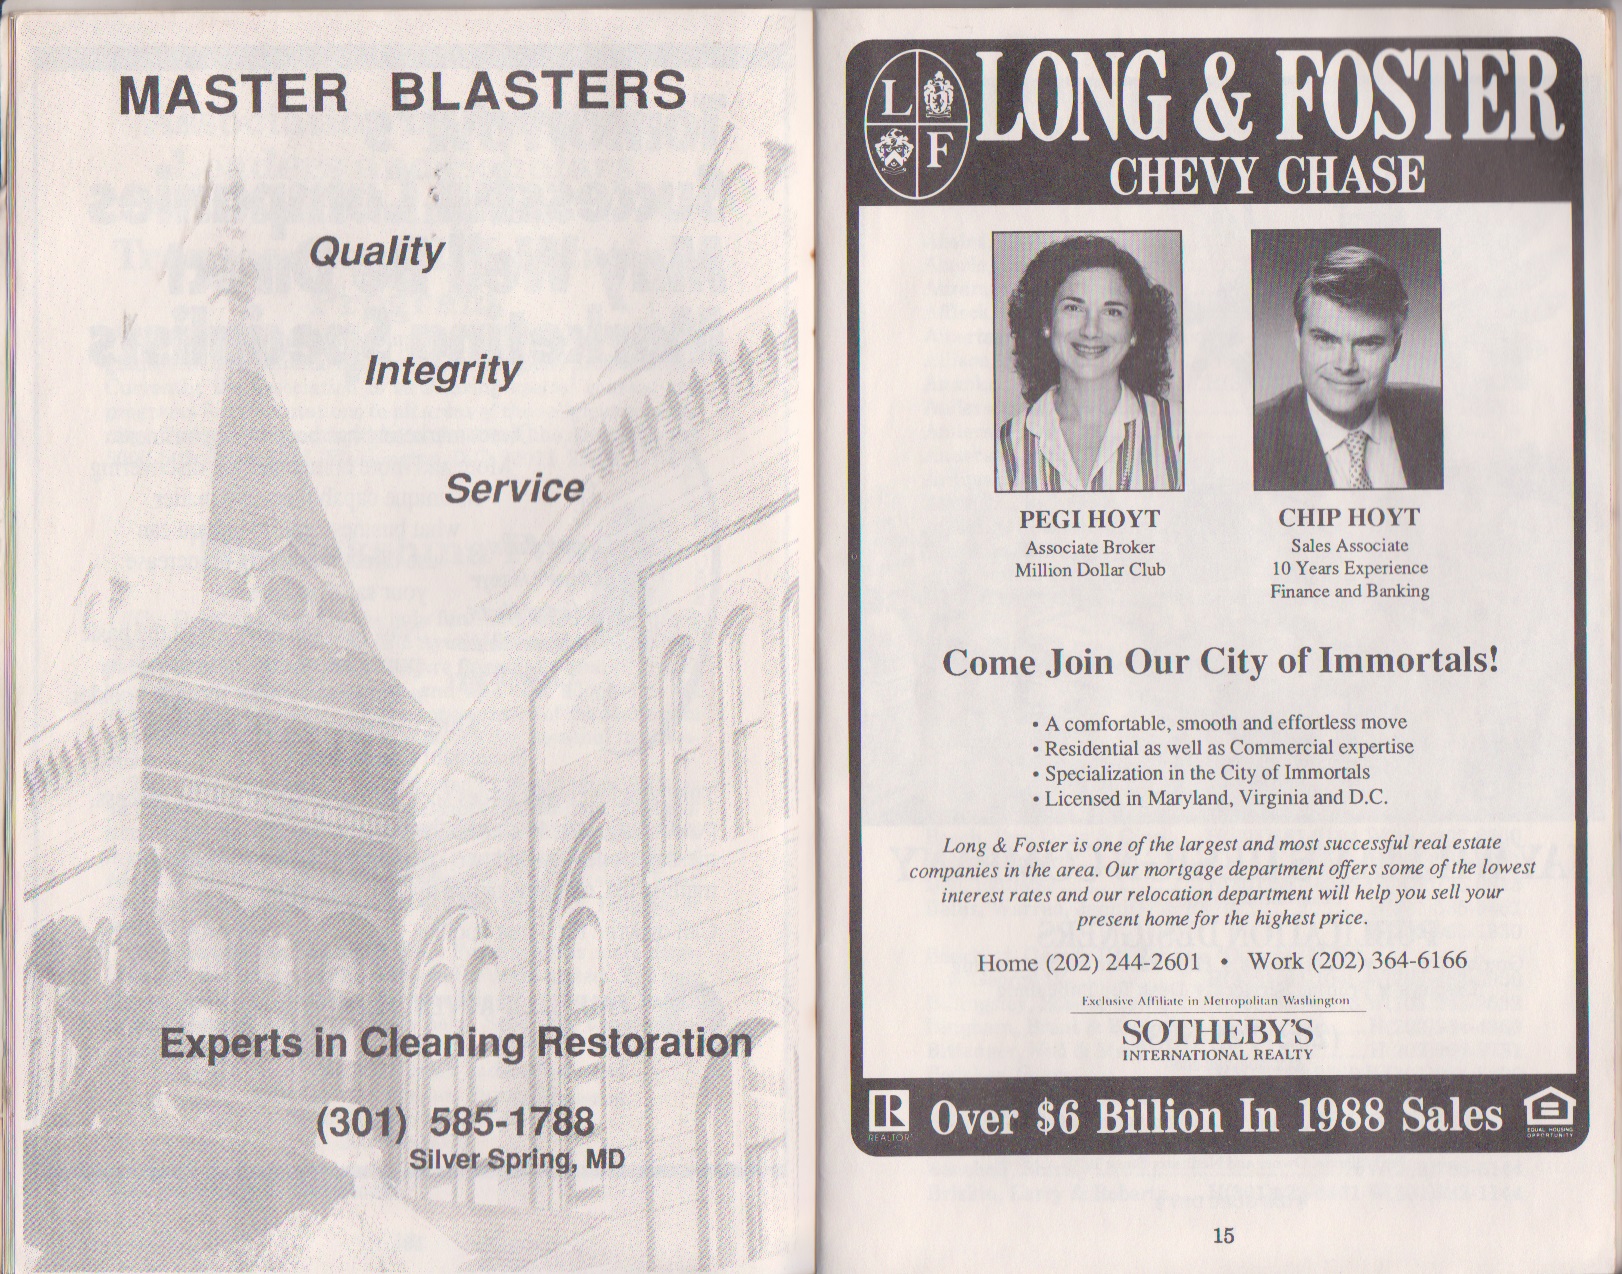 MASTER BLASTERS
Quality
Integrity
Service
Experts in Cleaning Restoration
(301) 585-1788
Silver Spring, MD
L
F
LONG & FOSTER
CHEVY CHASE
PEGI HOYT
Associate Broker
Million Dollar Club
CHIP HOYT
Sales Associate
10 Years Experience
Finance and Banking
Come Join Our City of Immortals!
• A comfortable, smooth and effortless move
• Residential as well as Commercial expertise
• Specialization in the City of Immortals
• Licensed in Maryland, Virginia and D.C.
Long & Foster is one of the largest and most successful real estate
companies in the area. Our mortgage department offers some of the lowest
interest rates and our relocation department will help you sell your
present home for the highest price.
Home (202) 244-2601 • Work (202) 364-6166
Exclusive Affiliate in Metropolitan Washington
SOTHEBY'S
INTERNATIONAL REALTY
R
REALTOR®
Over $6 Billion In 1988 Sales
EQUAL HOUSING
OPPORTUNITY
15